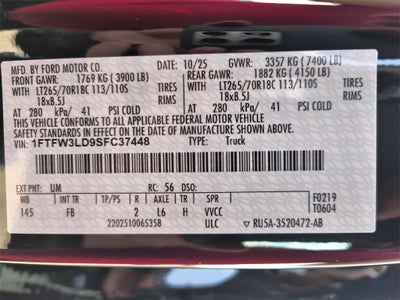 MFD. BY FORD MOTOR CO. 10/25 GVWR: 3357 KG (7400 LB)
FRONT GAWR: 1769 KG (3900 LB) REAR GAWR: 1882 KG (4150 LB)
WITH LT265/70R18C 113/110S TIRES WITH LT265/70R18C 113/110S TIRES
18x8.5J RIMS 18x8.5J RIMS
AT 280 kPa/ 41 PSI COLD AT 280 kPa/ 41 PSI COLD
THIS VEHICLE CONFORMS TO ALL APPLICABLE FEDERAL MOTOR VEHICLE
SAFETY AND THEFT PREVENTION STANDARDS IN EFFECT ON THE DATE OF MANUFACTURE SHOWN ABOVE.
VIN: 1FTFW3LD9SFC37448 TYPE: Truck
EXT PNT: UM RC: 56 DSO:
WB INT TR TP/PS R AXLE TR SPR F0219
145 FB 2 L6 H VVCC T0604
2202510065358 ULC ▽ RU5A-3520472-AB